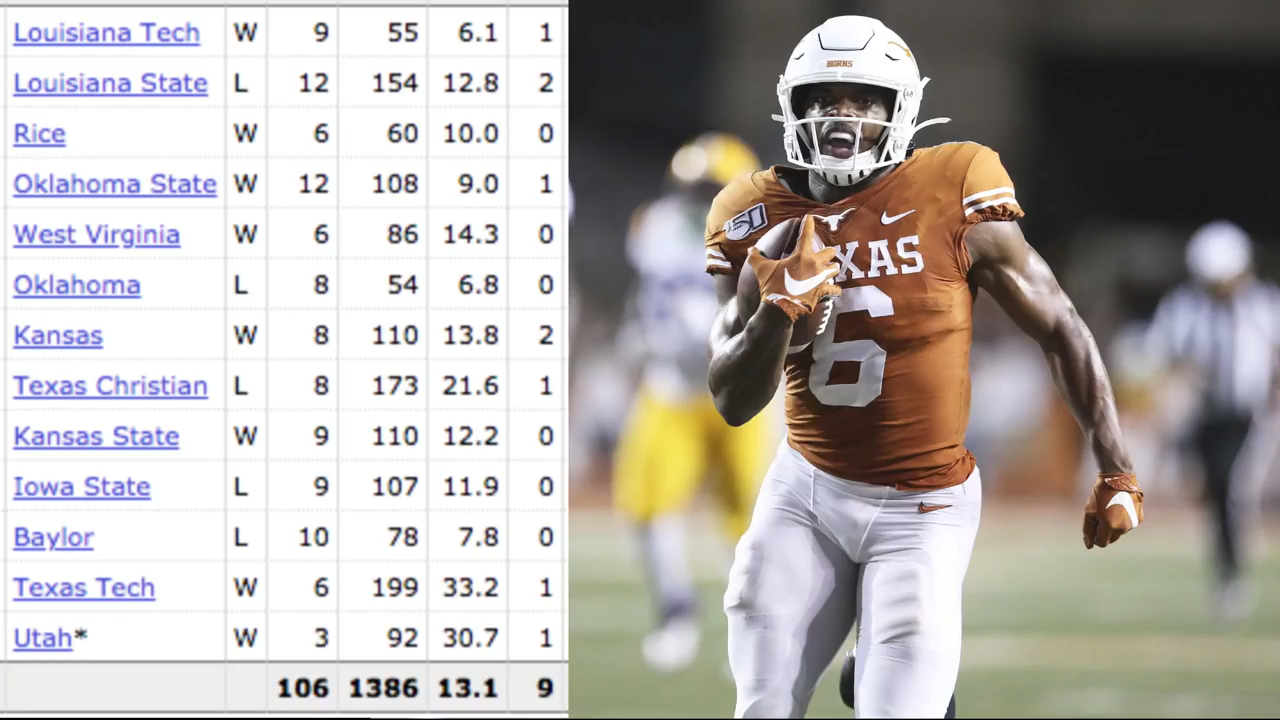 Louisiana Tech W 9 55 6.1 1
Louisiana State L 12 154 12.8 2
Rice W 6 60 10.0 0
Oklahoma State W 12 108 9.0 1
West Virginia W 6 86 14.3 0
Oklahoma L 8 54 6.8 0
Kansas W 8 110 13.8 2
Texas Christian L 8 173 21.6 1
Kansas State W 9 110 12.2 0
Iowa State L 9 107 11.9 0
Baylor L 10 78 7.8 0
Texas Tech W 6 199 33.2 1
Utah* W 3 92 30.7 1
106 1386 13.1 9
HORNS
150
XAS
6